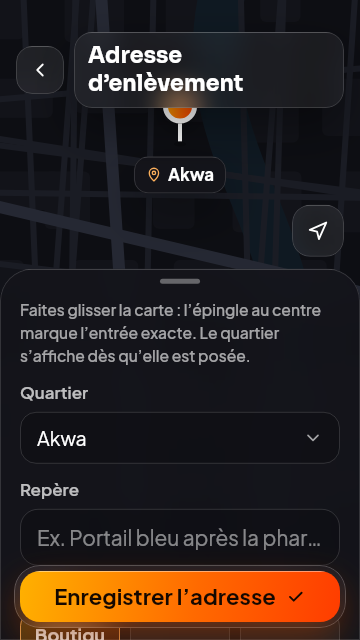 Adresse
d’enlèvement
Akwa
Faites glisser la carte : l’épingle au centre
marque l’entrée exacte. Le quartier
s’affiche dès qu’elle est posée.
Quartier
Akwa
Repère
Ex. Portail bleu après la phar…
Enregistrer l’adresse
Boutiqu